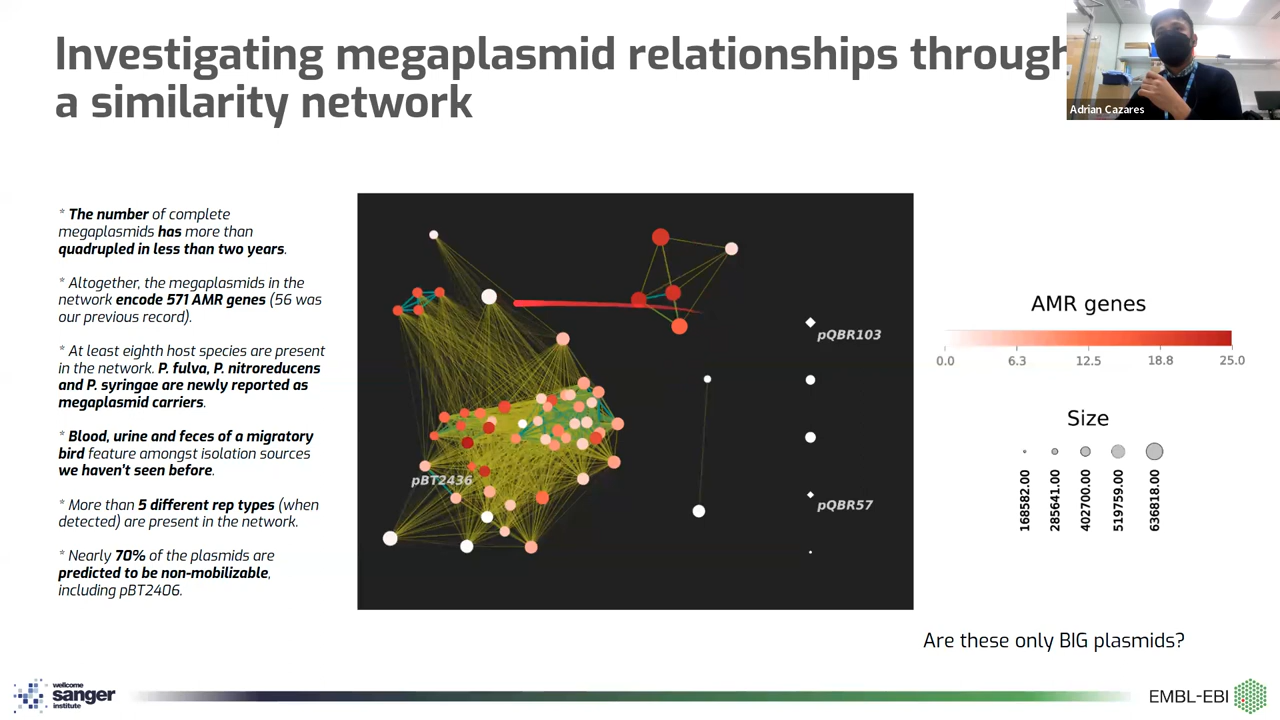 Investigating megaplasmid relationships through
a similarity network
Adrian Cazares
* The number of complete
megaplasmids has more than
quadrupled in less than two years.
* Altogether, the megaplasmids in the
network encode 571 AMR genes (56 was
our previous record).
* At least eighth host species are present
in the network. P. fulva, P. nitroreducens
and P. syringae are newly reported as
megaplasmid carriers.
* Blood, urine and feces of a migratory
bird feature amongst isolation sources
we haven't seen before.
* More than 5 different rep types (when
detected) are present in the network.
* Nearly 70% of the plasmids are
predicted to be non-mobilizable,
including pBT2406.
pBT2436
pQBR103
pQBR57
AMR genes
0.0 6.3 12.5 18.8 25.0
Size
168582.00
285641.00
402700.00
519759.00
636818.00
Are these only BIG plasmids?
wellcome
sanger
institute
EMBL-EBI